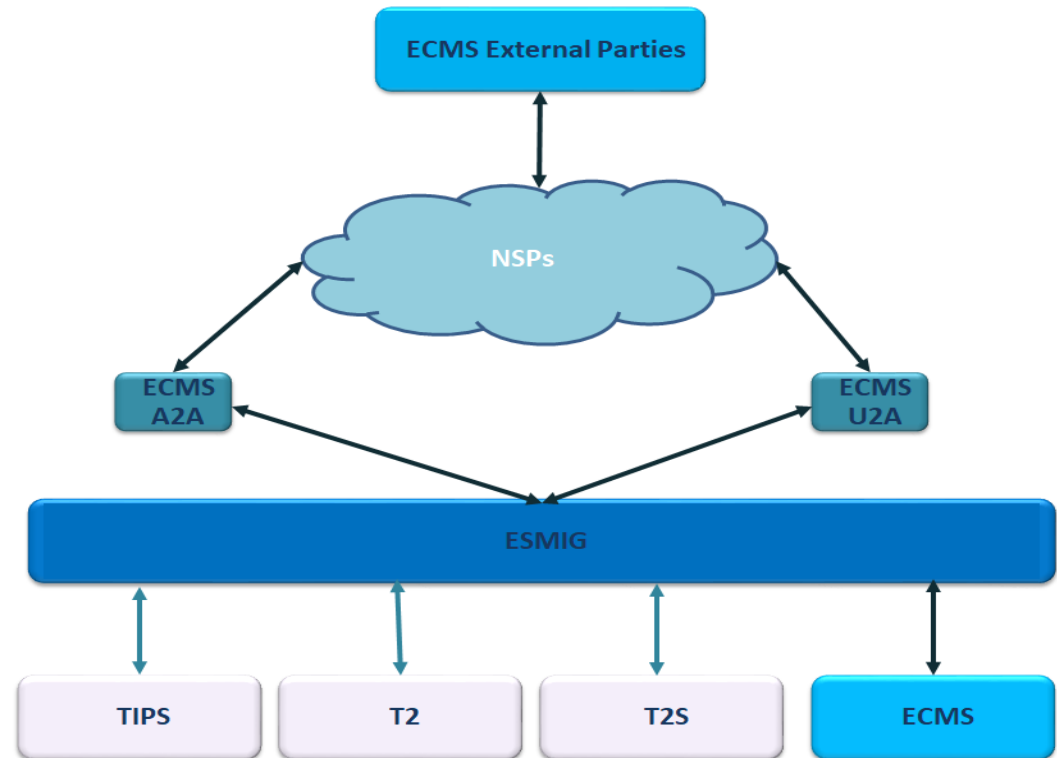 ECMS External Parties
NSPs
ECMS
A2A
ECMS
U2A
ESMIG
TIPS
T2
T2S
ECMS